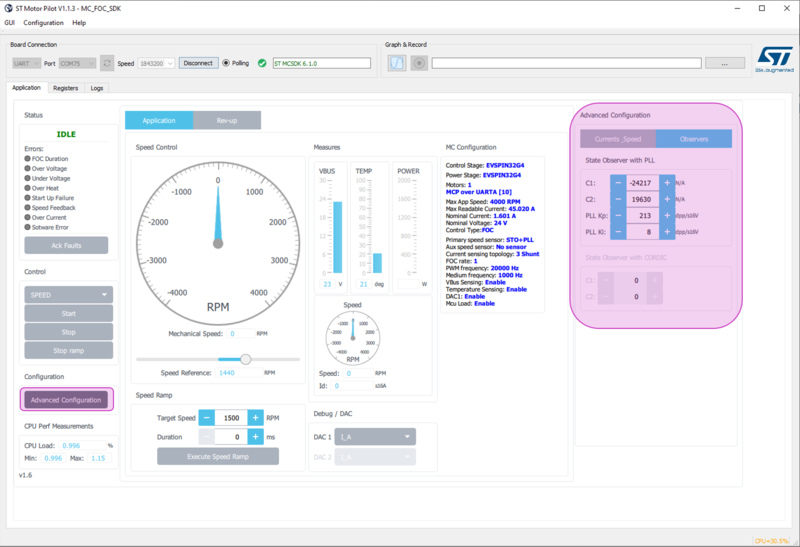 ST Motor Pilot V1.1.3 - MC_FOC_SDK
GUI Configuration Help
Board Connection
UART Port COM75 Speed 1843200 Disconnect Polling ST MCSDK 6.1.0
Graph & Record
...
ST
life.augmented
Application Registers Logs
Status
IDLE
Errors:
FOC Duration
Over Voltage
Under Voltage
Over Heat
Start Up Failure
Speed Feedback
Over Current
Sotware Error
Ack Faults
Control
SPEED
Start
Stop
Stop ramp
Configuration
Advanced Configuration
CPU Perf Measurements
CPU Load: 0.996 %
Min: 0.996 Max: 1.15
v1.6
Application Rev-up
Speed Control
0
-1000 1000
-2000 2000
-3000 3000
-4000 4000
RPM
Mechanical Speed: 0 RPM
Speed Reference: 1440 RPM
Speed Ramp
Target Speed − 1500 + RPM
Duration − 0 + ms
Execute Speed Ramp
Measures
VBUS
30
24
18
12
6
0
23 V
TEMP
100
90
80
70
60
50
40
30
20
10
0
21 deg
POWER
2000
1600
1200
800
400
0
W
Speed
-1000 0 1000
-2000 2000
-3000 3000
-4000 4000
RPM
Speed: 0 RPM
Id: 0 s16A
Debug / DAC
DAC 1 I_A
DAC 2 I_A
MC Configuration
Control Stage: EVSPIN32G4
Power Stage: EVSPIN32G4
Motors: 1
MCP over UARTA [10]
Max App Speed: 4000 RPM
Max Readable Current: 45.020 A
Nominal Current: 1.601 A
Nominal Voltage: 24 V
Control Type:FOC
Primary speed sensor: STO+PLL
Aux speed sensor: No sensor
Current sensing topology: 3 Shunt
FOC rate: 1
PWM frequency: 20000 Hz
Medium frequency: 1000 Hz
VBus Sensing: Enable
Temperature Sensing: Enable
DAC1: Enable
Mcu Load: Enable
Advanced Configuration
Currents_Speed Observers
State Observer with PLL
C1: − -24217 + N/A
C2: − 19630 + N/A
PLL Kp: − 213 + dpp/s16V
PLL Ki: − 8 + dpp/s16V
State Observer with CORDIC
C1: − 0 +
C2: − 0 +
CPU=30.5%